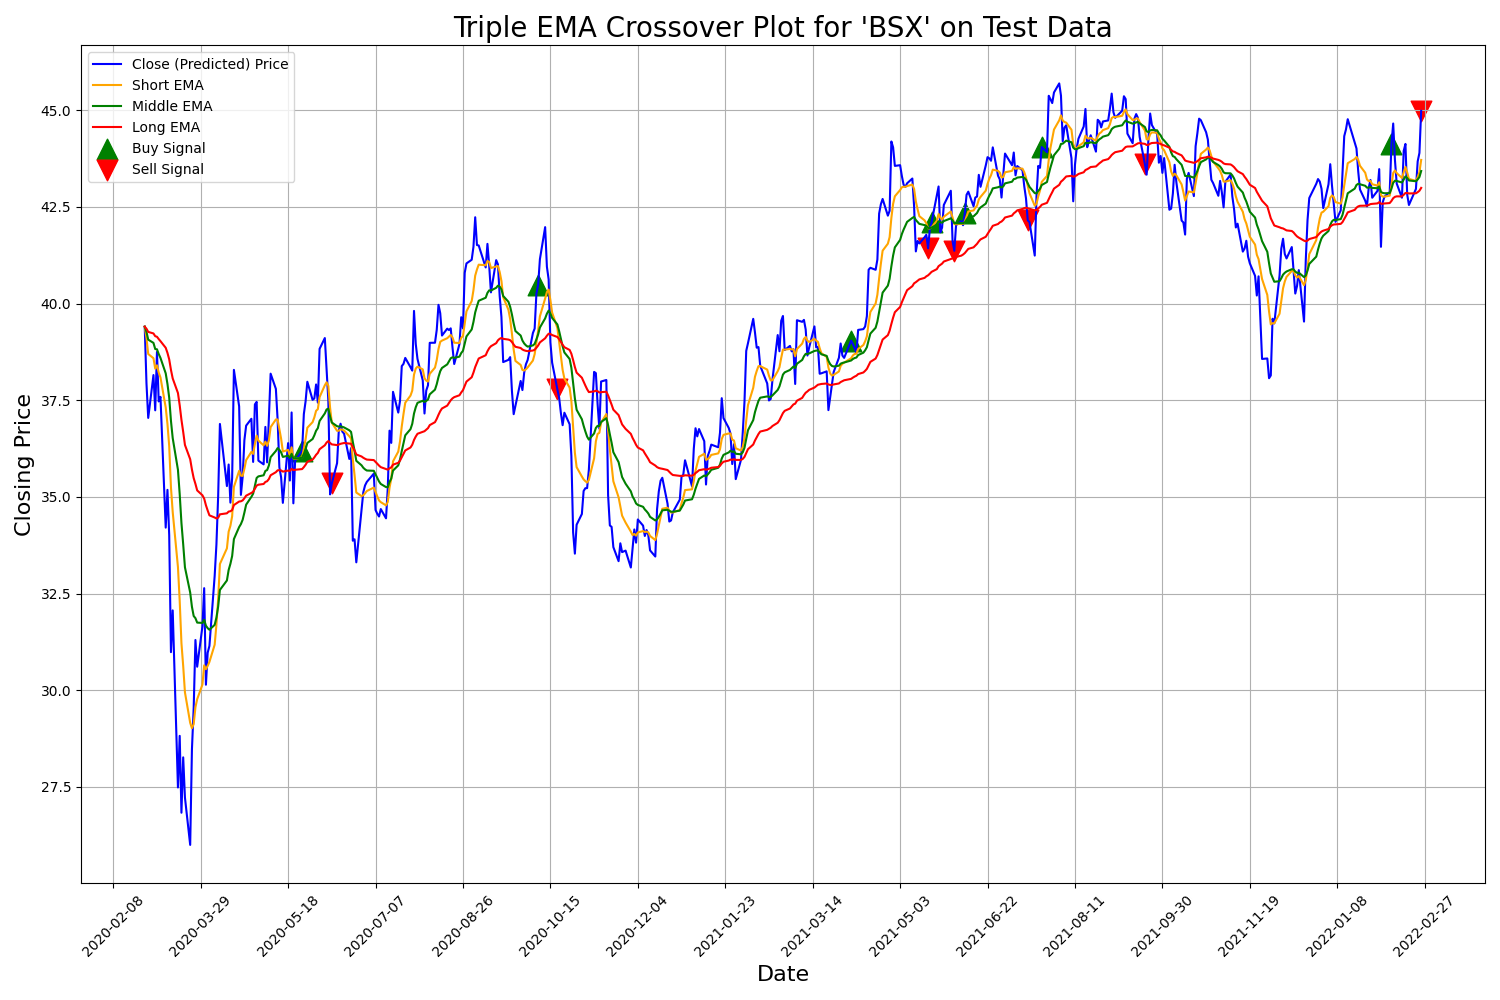 Triple EMA Crossover Plot for 'BSX' on Test Data
Close (Predicted) Price
Short EMA
Middle EMA
Long EMA
Buy Signal
Sell Signal
Closing Price
45.0
42.5
40.0
37.5
35.0
32.5
30.0
27.5
2020-02-08
2020-03-29
2020-05-18
2020-07-07
2020-08-26
2020-10-15
2020-12-04
2021-01-23
2021-03-14
2021-05-03
2021-06-22
2021-08-11
2021-09-30
2021-11-19
2022-01-08
2022-02-27
Date